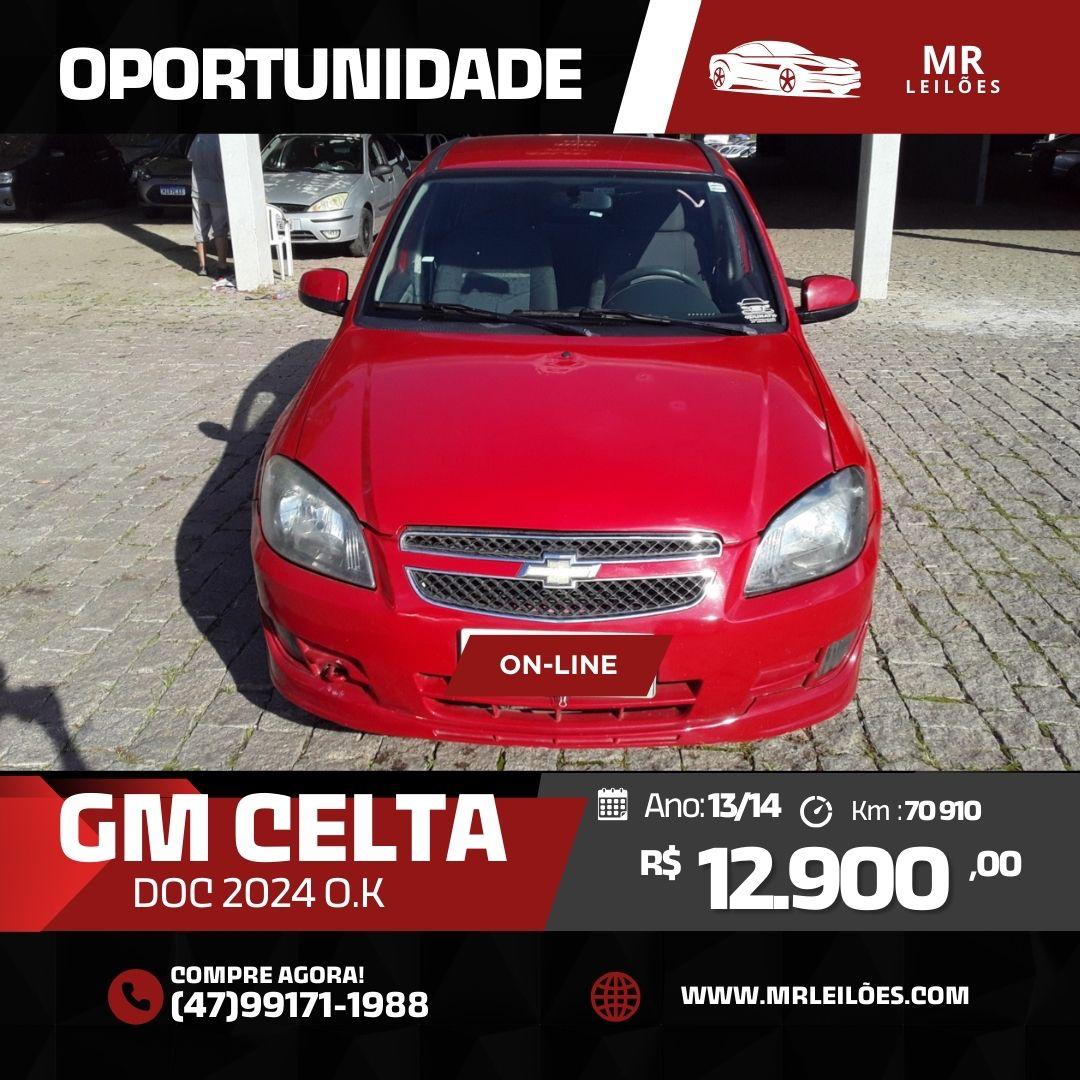 OPORTUNIDADE
MR
LEILÕES
ON-LINE
GM CELTA
DOC 2024 O.K
Ano: 13/14
Km : 70 910
R$ 12.900 ,00
COMPRE AGORA!
(47)99171-1988
WWW.MRLEILÕES.COM